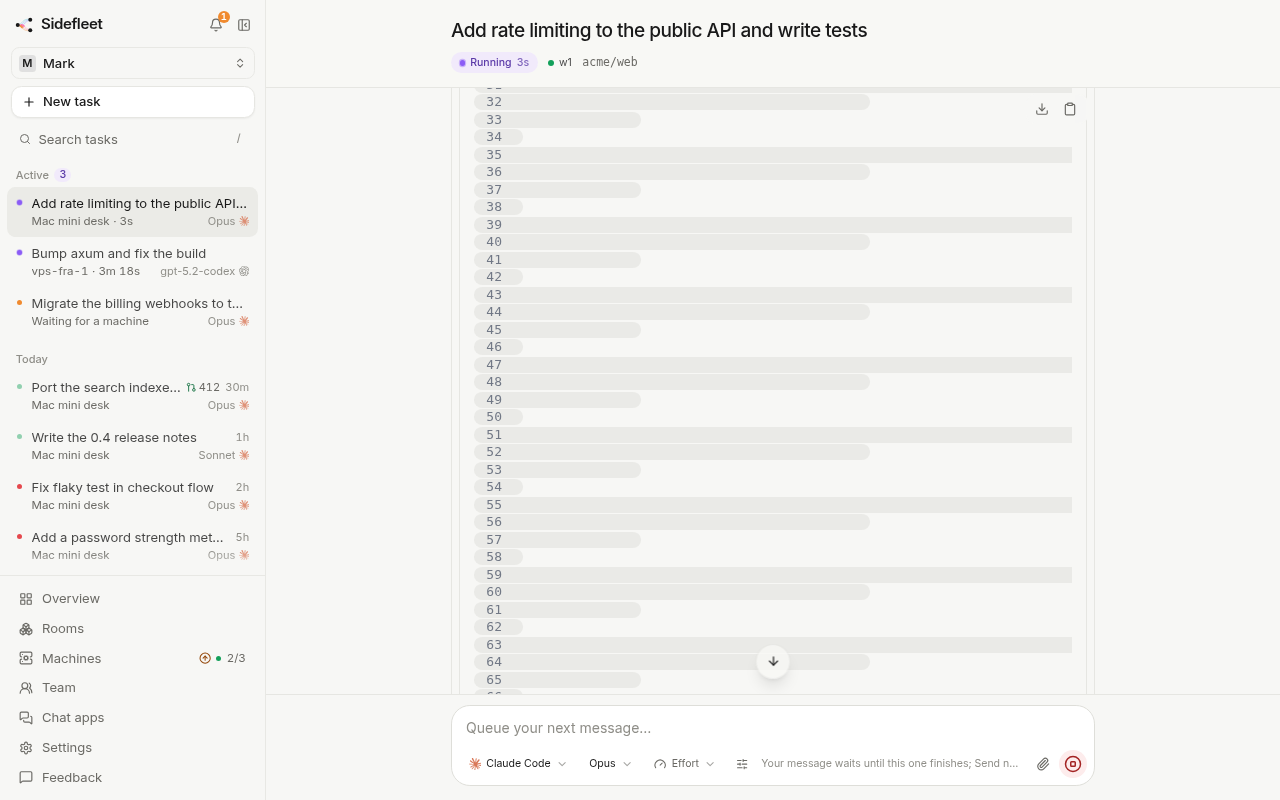 Sidefleet
1
M Mark
New task
Search tasks /
Active 3
Add rate limiting to the public API...
Mac mini desk · 3s Opus
Bump axum and fix the build
vps-fra-1 · 3m 18s gpt-5.2-codex
Migrate the billing webhooks to t...
Waiting for a machine Opus
Today
Port the search indexe... 412 30m
Mac mini desk Opus
Write the 0.4 release notes 1h
Mac mini desk Sonnet
Fix flaky test in checkout flow 2h
Mac mini desk Opus
Add a password strength met... 5h
Mac mini desk Opus
Overview
Rooms
Machines 2/3
Team
Chat apps
Settings
Feedback
Add rate limiting to the public API and write tests
Running 3s w1 acme/web
32
33
34
35
36
37
38
39
40
41
42
43
44
45
46
47
48
49
50
51
52
53
54
55
56
57
58
59
60
61
62
63
64
65
Queue your next message...
Claude Code Opus Effort Your message waits until this one finishes; Send n...